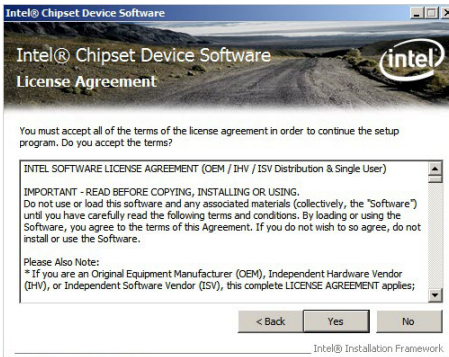 Intel® Chipset Device Software
Intel® Chipset Device Software
License Agreement
intel
You must accept all of the terms of the license agreement in order to continue the setup
program. Do you accept the terms?
INTEL SOFTWARE LICENSE AGREEMENT (OEM / IHV / ISV Distribution & Single User)
IMPORTANT - READ BEFORE COPYING, INSTALLING OR USING.
Do not use or load this software and any associated materials (collectively, the "Software")
until you have carefully read the following terms and conditions. By loading or using the
Software, you agree to the terms of this Agreement. If you do not wish to so agree, do not
install or use the Software.
Please Also Note:
* If you are an Original Equipment Manufacturer (OEM), Independent Hardware Vendor
(IHV), or Independent Software Vendor (ISV), this complete LICENSE AGREEMENT applies;
< Back Yes No
Intel® Installation Framework